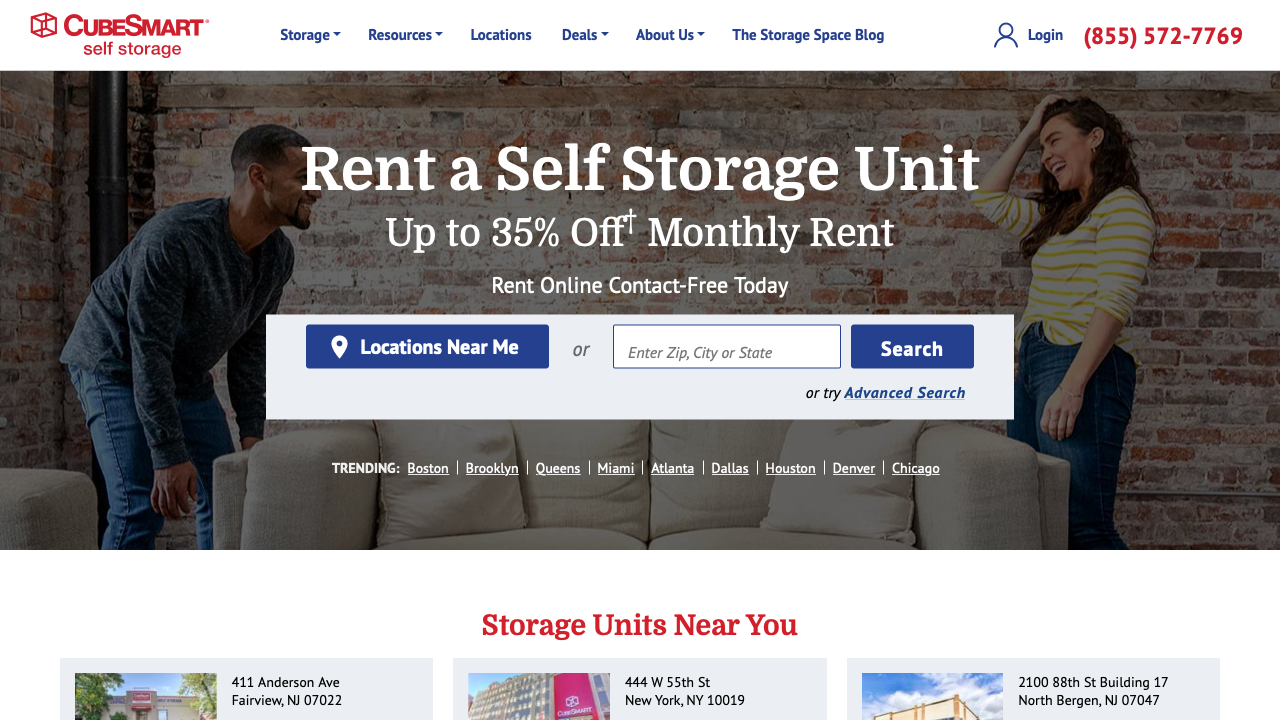 CUBESMART®
self storage
Storage
Resources
Locations
Deals
About Us
The Storage Space Blog
Login
(855) 572-7769
Rent a Self Storage Unit
Up to 35% Off† Monthly Rent
Rent Online Contact-Free Today
Locations Near Me
or
Enter Zip, City or State
Search
or try Advanced Search
TRENDING: Boston | Brooklyn | Queens | Miami | Atlanta | Dallas | Houston | Denver | Chicago
Storage Units Near You
411 Anderson Ave
Fairview, NJ 07022
CUBESMART
444 W 55th St
New York, NY 10019
2100 88th St Building 17
North Bergen, NJ 07047